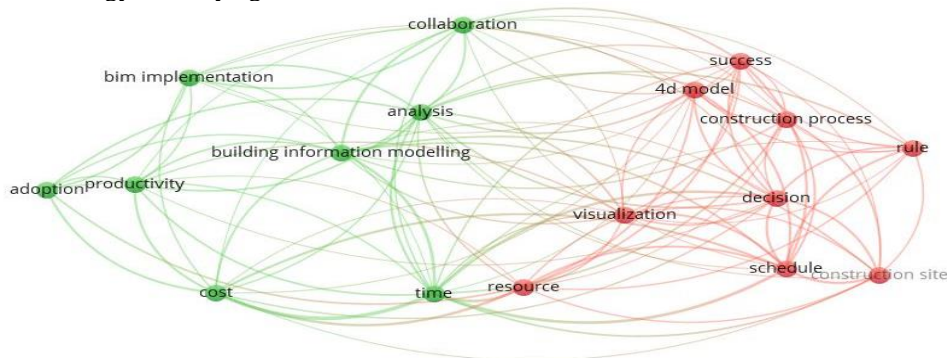 collaboration
success
bim implementation
4d model
analysis
construction process
building information modelling
rule
adoption
productivity
decision
visualization
schedule
construction site
cost
time
resource